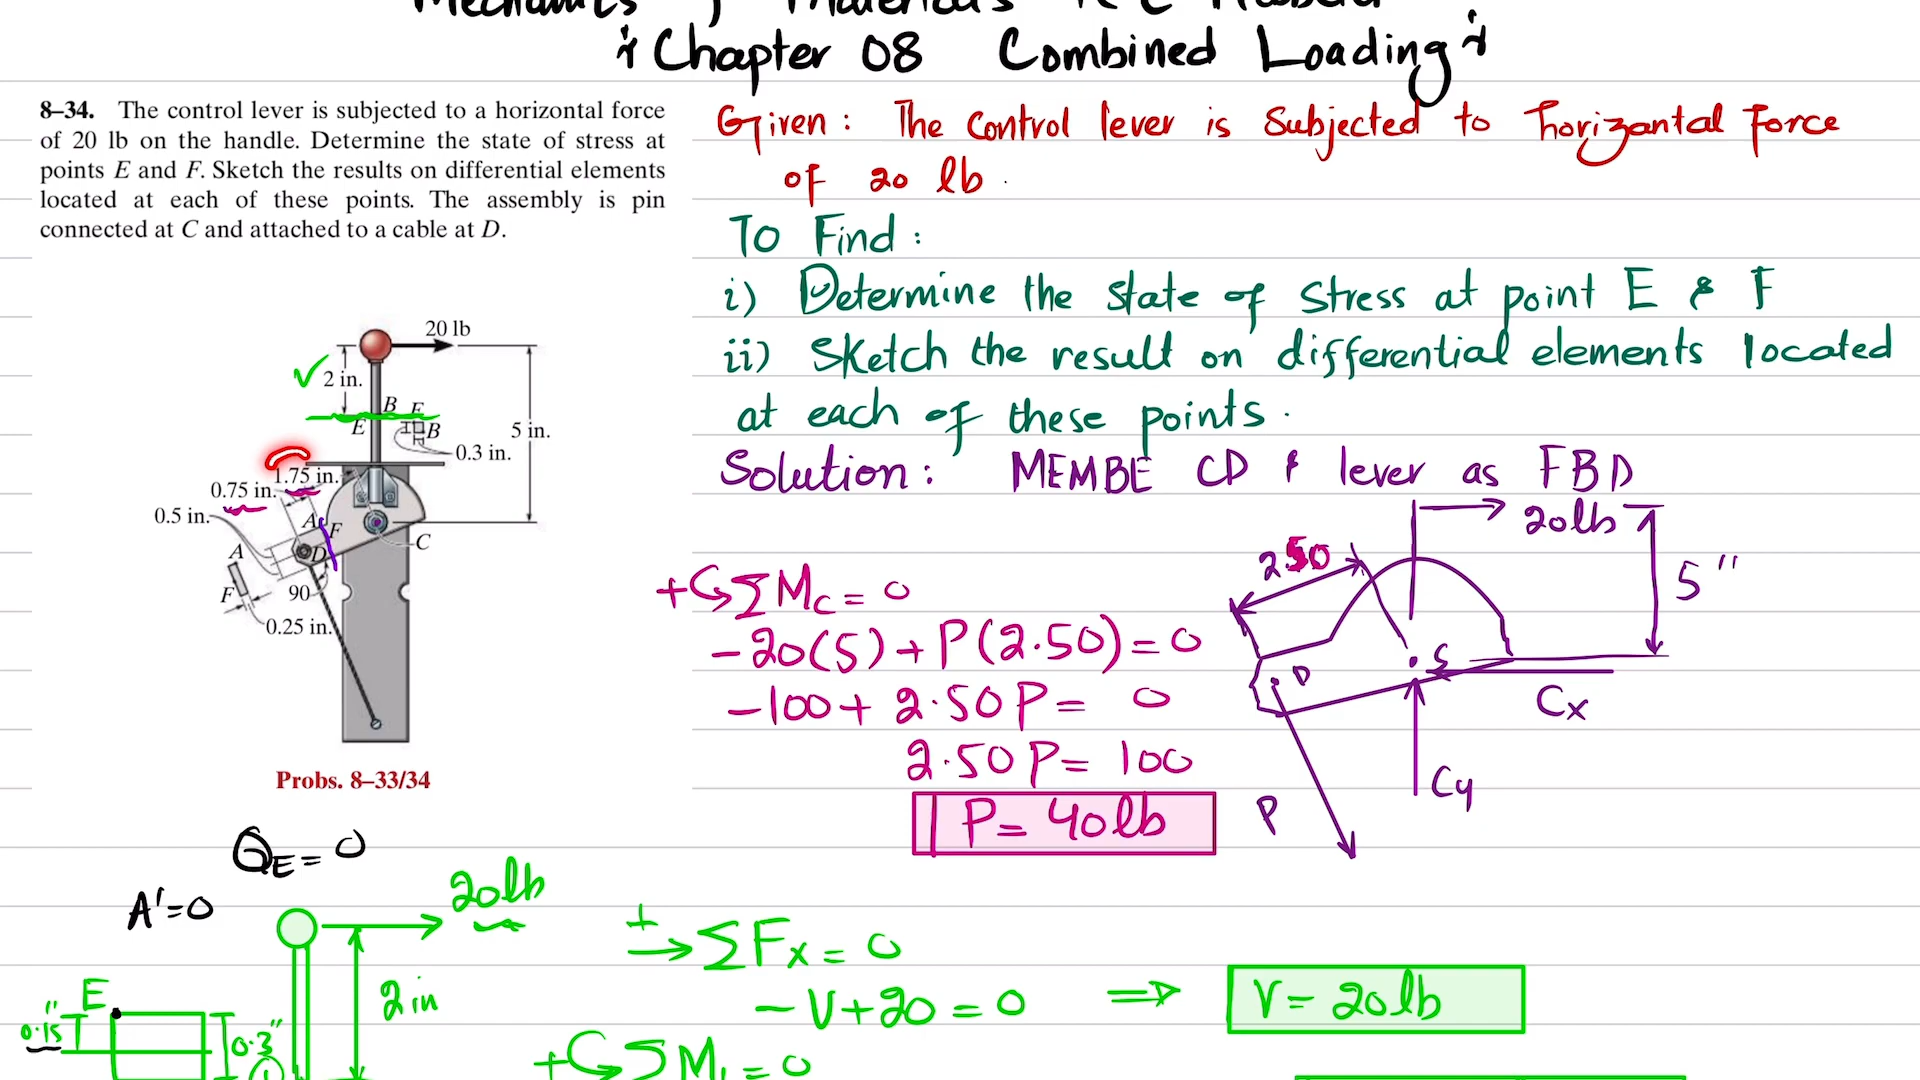 Chapter 08 Combined Loading
8–34. The control lever is subjected to a horizontal force
of 20 lb on the handle. Determine the state of stress at
points E and F. Sketch the results on differential elements
located at each of these points. The assembly is pin
connected at C and attached to a cable at D.
Given : The Control lever is Subjected to horizantal Force
of 20 lb .
To Find :
i) Determine the state of stress at point E & F
ii) Sketch the result on differential elements located
at each of these points .
Solution : MEMBE CD & lever as FBD
20 lb
2 in.
B
E
B
5 in.
0.3 in.
1.75 in.
0.75 in.
0.5 in.
A
F
D
C
A
F
90
0.25 in.
Probs. 8–33/34
20lb
2.50
5"
D
Cx
Cy
P
+ ΣMc = 0
-20(5) + P(2.50) = 0
-100 + 2.50P = 0
2.50P = 100
P = 40lb
QE = 0
A' = 0
20lb
2 in
E
0.15"
0.3"
+ → ΣFx = 0
-V + 20 = 0 ⇒ V = 20lb